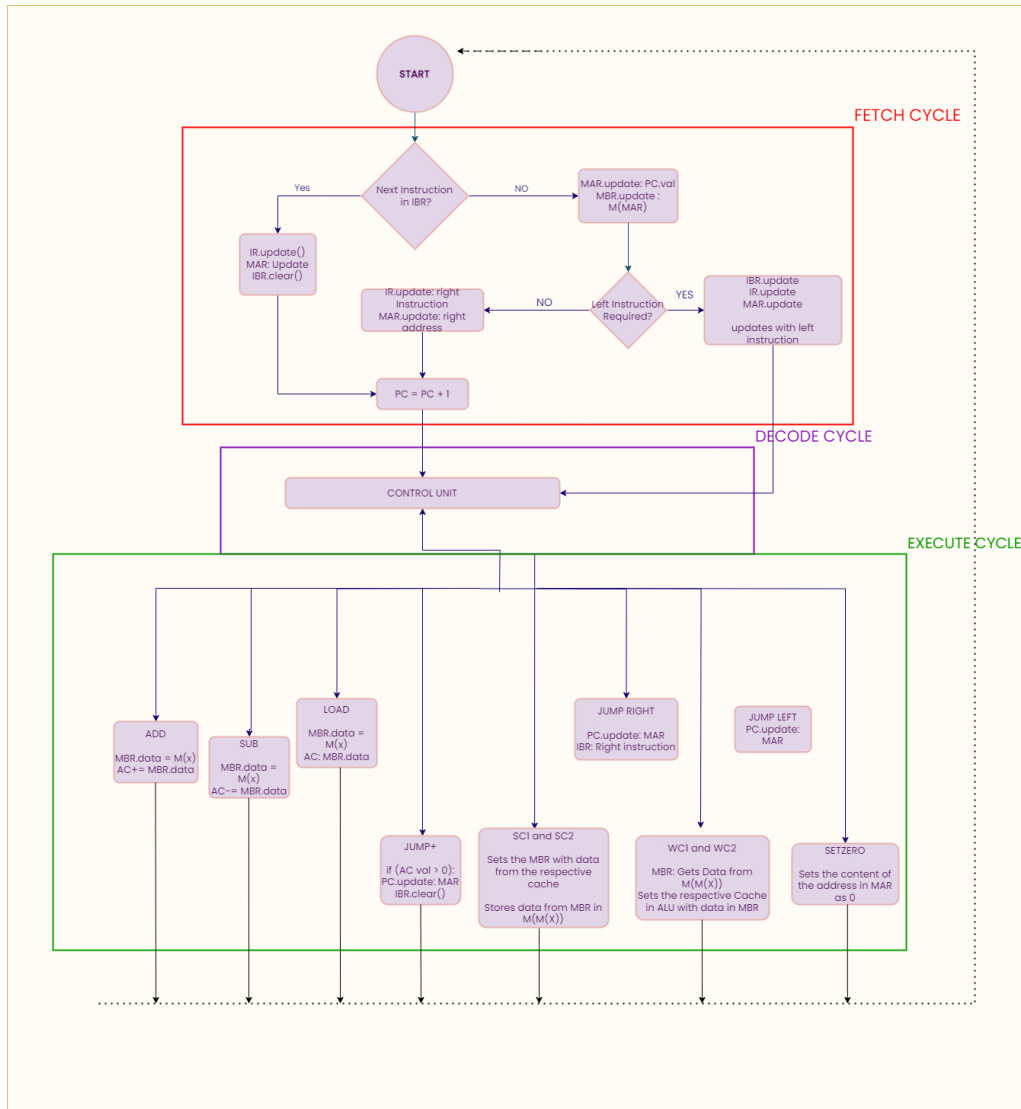 START
FETCH CYCLE
Next Instruction
in IBR?
Yes
NO
MAR.update: PC.val
MBR.update :
M(MAR)
IR.update()
MAR: Update
IBR.clear()
IR.update: right
Instruction
MAR.update: right
address
NO
Left Instruction
Required?
YES
IBR.update
IR.update
MAR.update
updates with left
instruction
PC = PC + 1
DECODE CYCLE
CONTROL UNIT
EXECUTE CYCLE
ADD
MBR.data = M(x)
AC+= MBR.data
SUB
MBR.data =
M(x)
AC-= MBR.data
LOAD
MBR.data =
M(x)
AC: MBR.data
JUMP+
if (AC val > 0):
PC.update: MAR
IBR.clear()
SC1 and SC2
Sets the MBR with data
from the respective
cache
Stores data from MBR in
M(M(X))
JUMP RIGHT
PC.update: MAR
IBR: Right instruction
WC1 and WC2
MBR: Gets Data from
M(M(X))
Sets the respective Cache
in ALU with data in MBR
JUMP LEFT
PC.update:
MAR
SETZERO
Sets the content of
the address in MAR
as 0